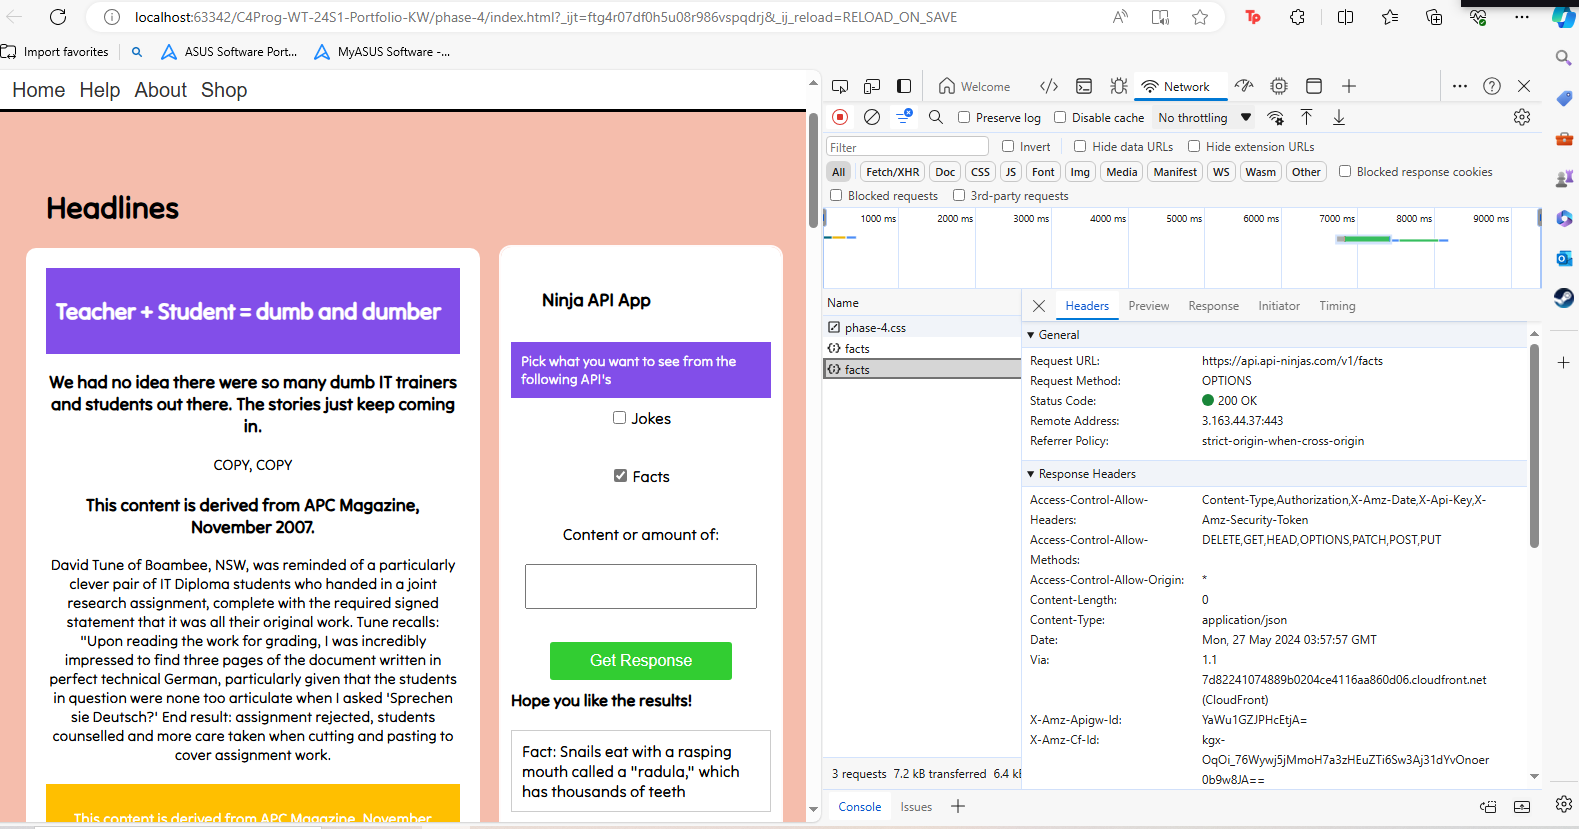 localhost:63342/C4Prog-WT-24S1-Portfolio-KW/phase-4/index.html?_ijt=ftg4r07df0h5u08r986vspqdrj&_ij_reload=RELOAD_ON_SAVE
Import favorites
ASUS Software Port...
MyASUS Software -...
Home Help About Shop
Headlines
Teacher + Student = dumb and dumber
We had no idea there were so many dumb IT trainers
and students out there. The stories just keep coming
in.
COPY, COPY
This content is derived from APC Magazine,
November 2007.
David Tune of Boambee, NSW, was reminded of a particularly
clever pair of IT Diploma students who handed in a joint
research assignment, complete with the required signed
statement that it was all their original work. Tune recalls:
"Upon reading the work for grading, I was incredibly
impressed to find three pages of the document written in
perfect technical German, particularly given that the students
in question were none too articulate when I asked 'Sprechen
sie Deutsch?' End result: assignment rejected, students
counselled and more care taken when cutting and pasting to
cover assignment work.
This content is derived from APC Magazine, November
Ninja API App
Pick what you want to see from the
following API's
Jokes
Facts
Content or amount of:
Get Response
Hope you like the results!
Fact: Snails eat with a rasping
mouth called a "radula," which
has thousands of teeth
Welcome
Network
Preserve log
Disable cache
No throttling
Filter
Invert
Hide data URLs
Hide extension URLs
All Fetch/XHR Doc CSS JS Font Img Media Manifest WS Wasm Other
Blocked response cookies
Blocked requests
3rd-party requests
1000 ms 2000 ms 3000 ms 4000 ms 5000 ms 6000 ms 7000 ms 8000 ms 9000 ms
Name
phase-4.css
facts
facts
3 requests 7.2 kB transferred 6.4 k
Headers Preview Response Initiator Timing
General
Request URL: https://api.api-ninjas.com/v1/facts
Request Method: OPTIONS
Status Code: 200 OK
Remote Address: 3.163.44.37:443
Referrer Policy: strict-origin-when-cross-origin
Response Headers
Access-Control-Allow- Content-Type,Authorization,X-Amz-Date,X-Api-Key,X-
Headers: Amz-Security-Token
Access-Control-Allow- DELETE,GET,HEAD,OPTIONS,PATCH,POST,PUT
Methods:
Access-Control-Allow-Origin: *
Content-Length: 0
Content-Type: application/json
Date: Mon, 27 May 2024 03:57:57 GMT
Via: 1.1
7d82241074889b0204ce4116aa860d06.cloudfront.net
(CloudFront)
X-Amz-Apigw-Id: YaWu1GZJPHcEtjA=
X-Amz-Cf-Id: kgx-
OqOi_76Wywj5jMmoH7a3zHEuZTi6Sw3Aj31dYvOnoer
0b9w8JA==
Console Issues